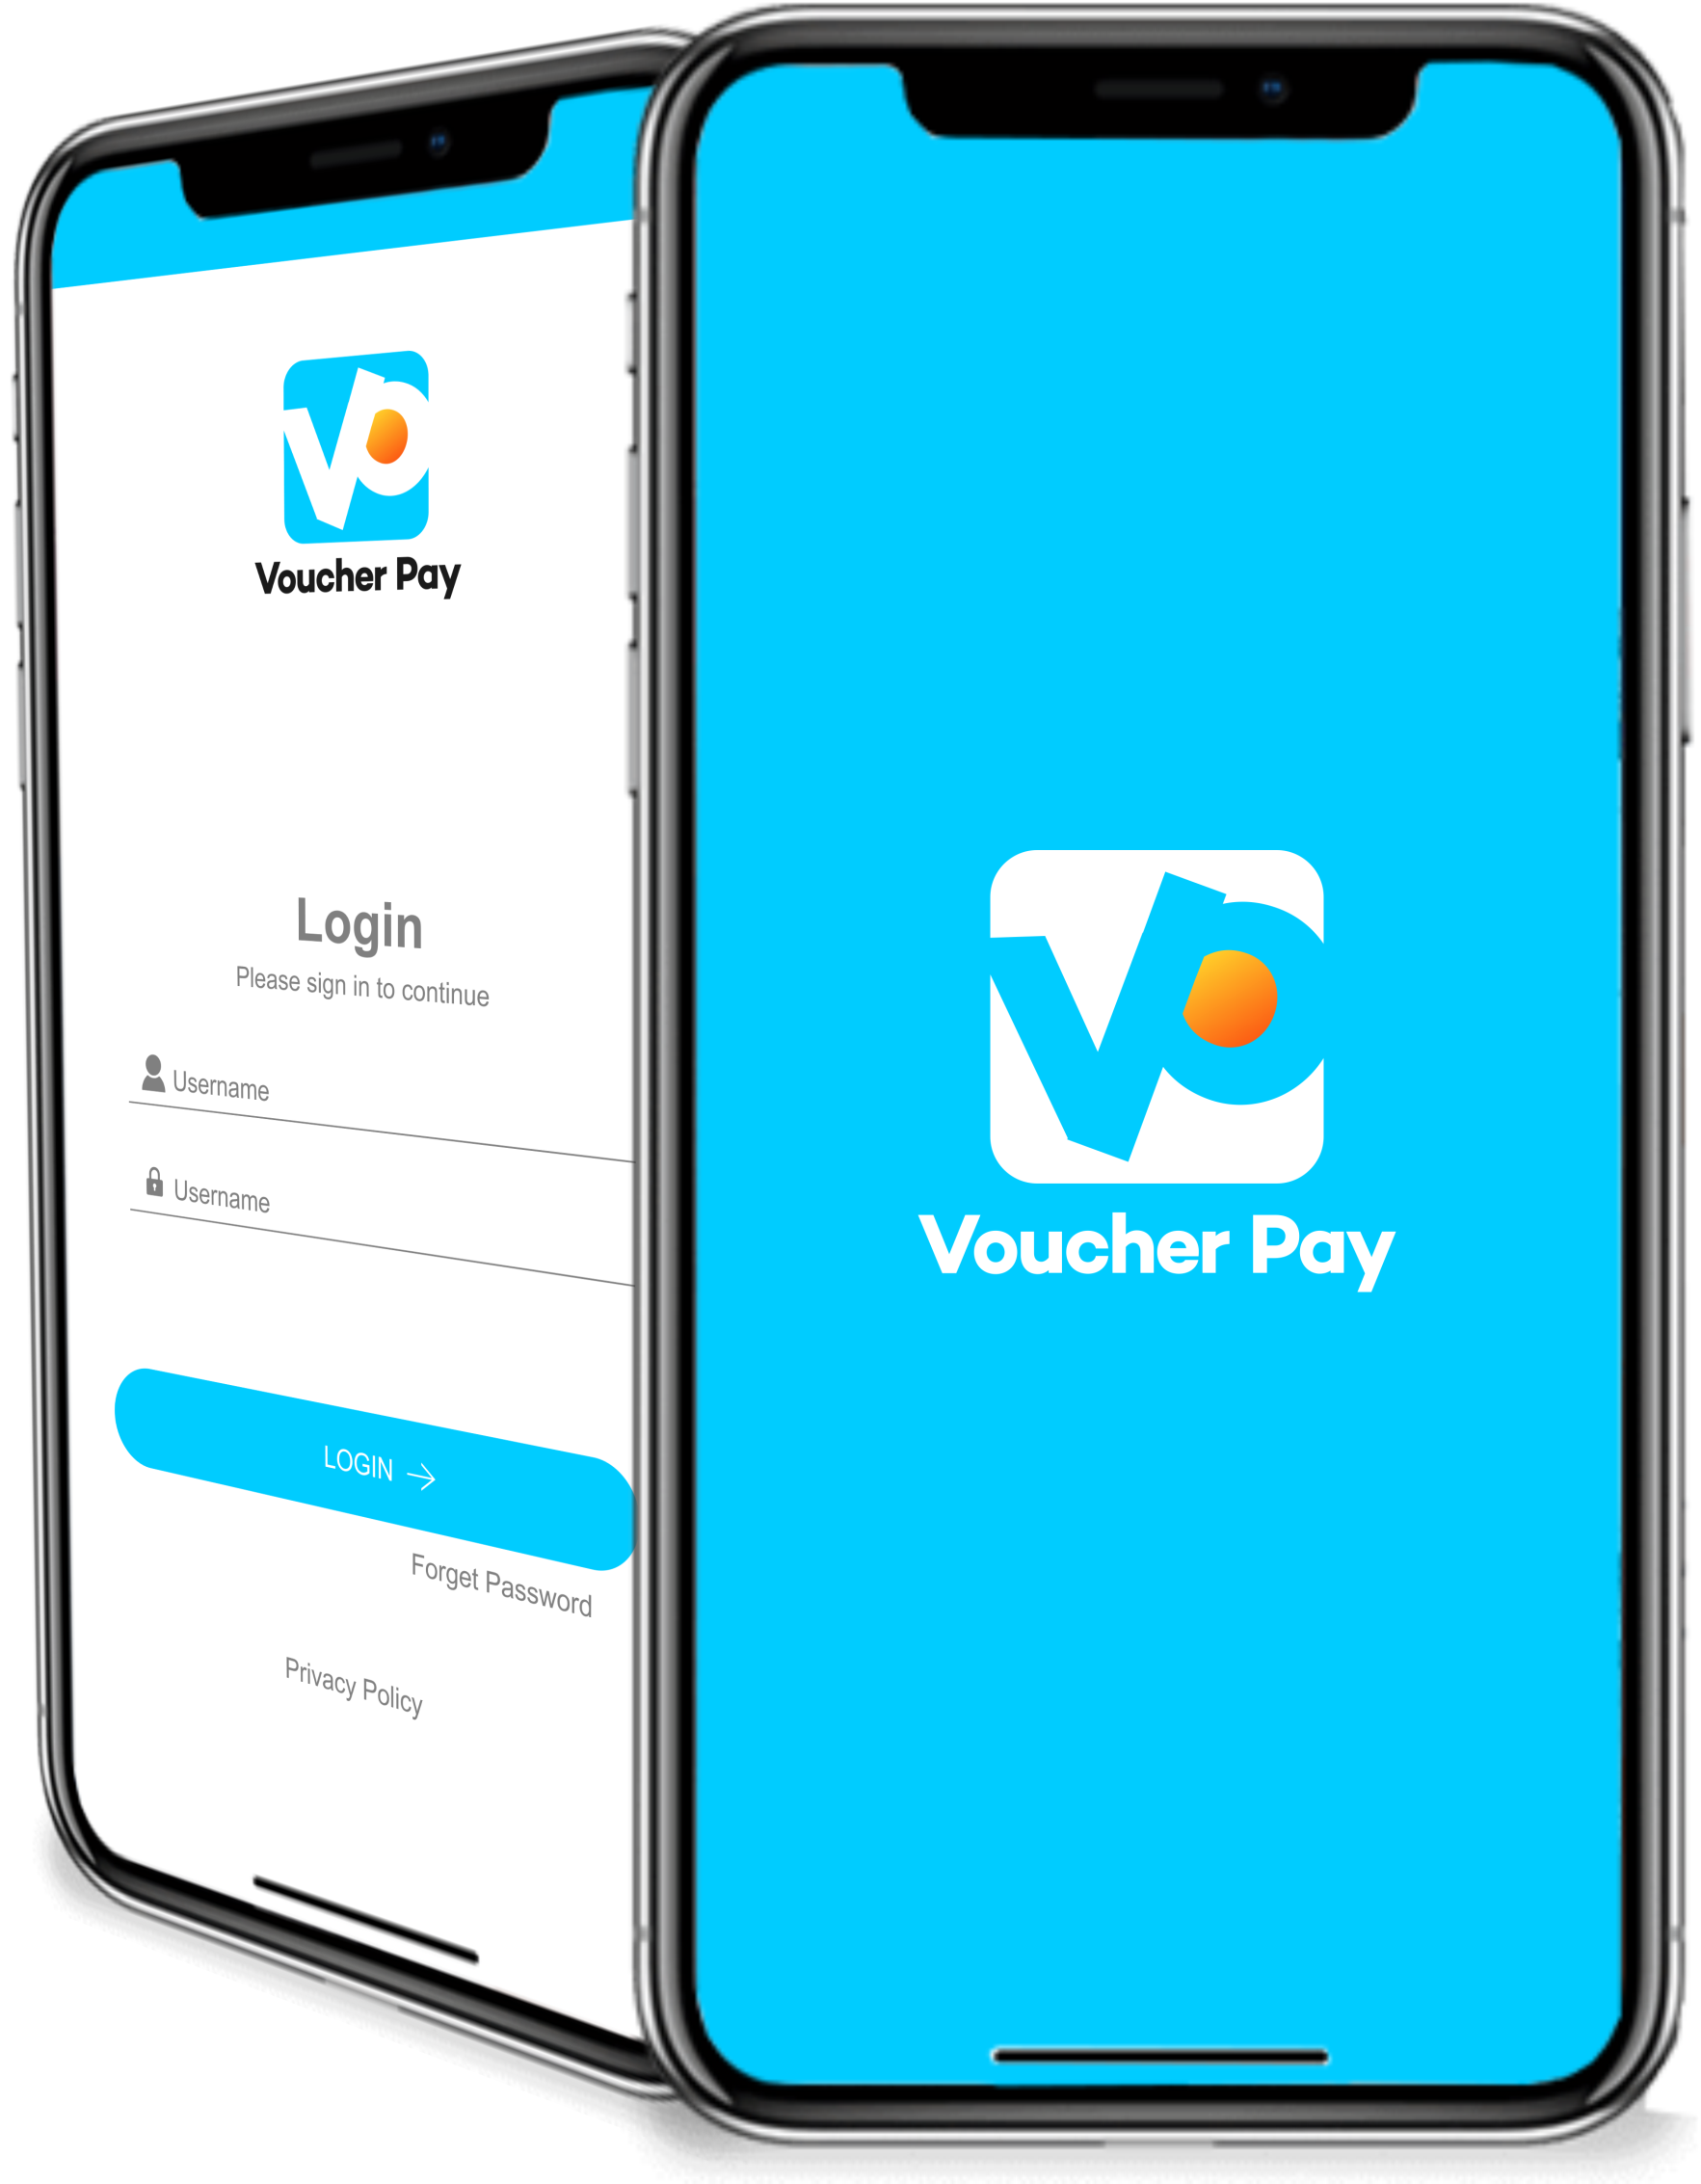 Voucher Pay
Login
Please sign in to continue
Username
Username
LOGIN
Forget Password
Privacy Policy
Voucher Pay